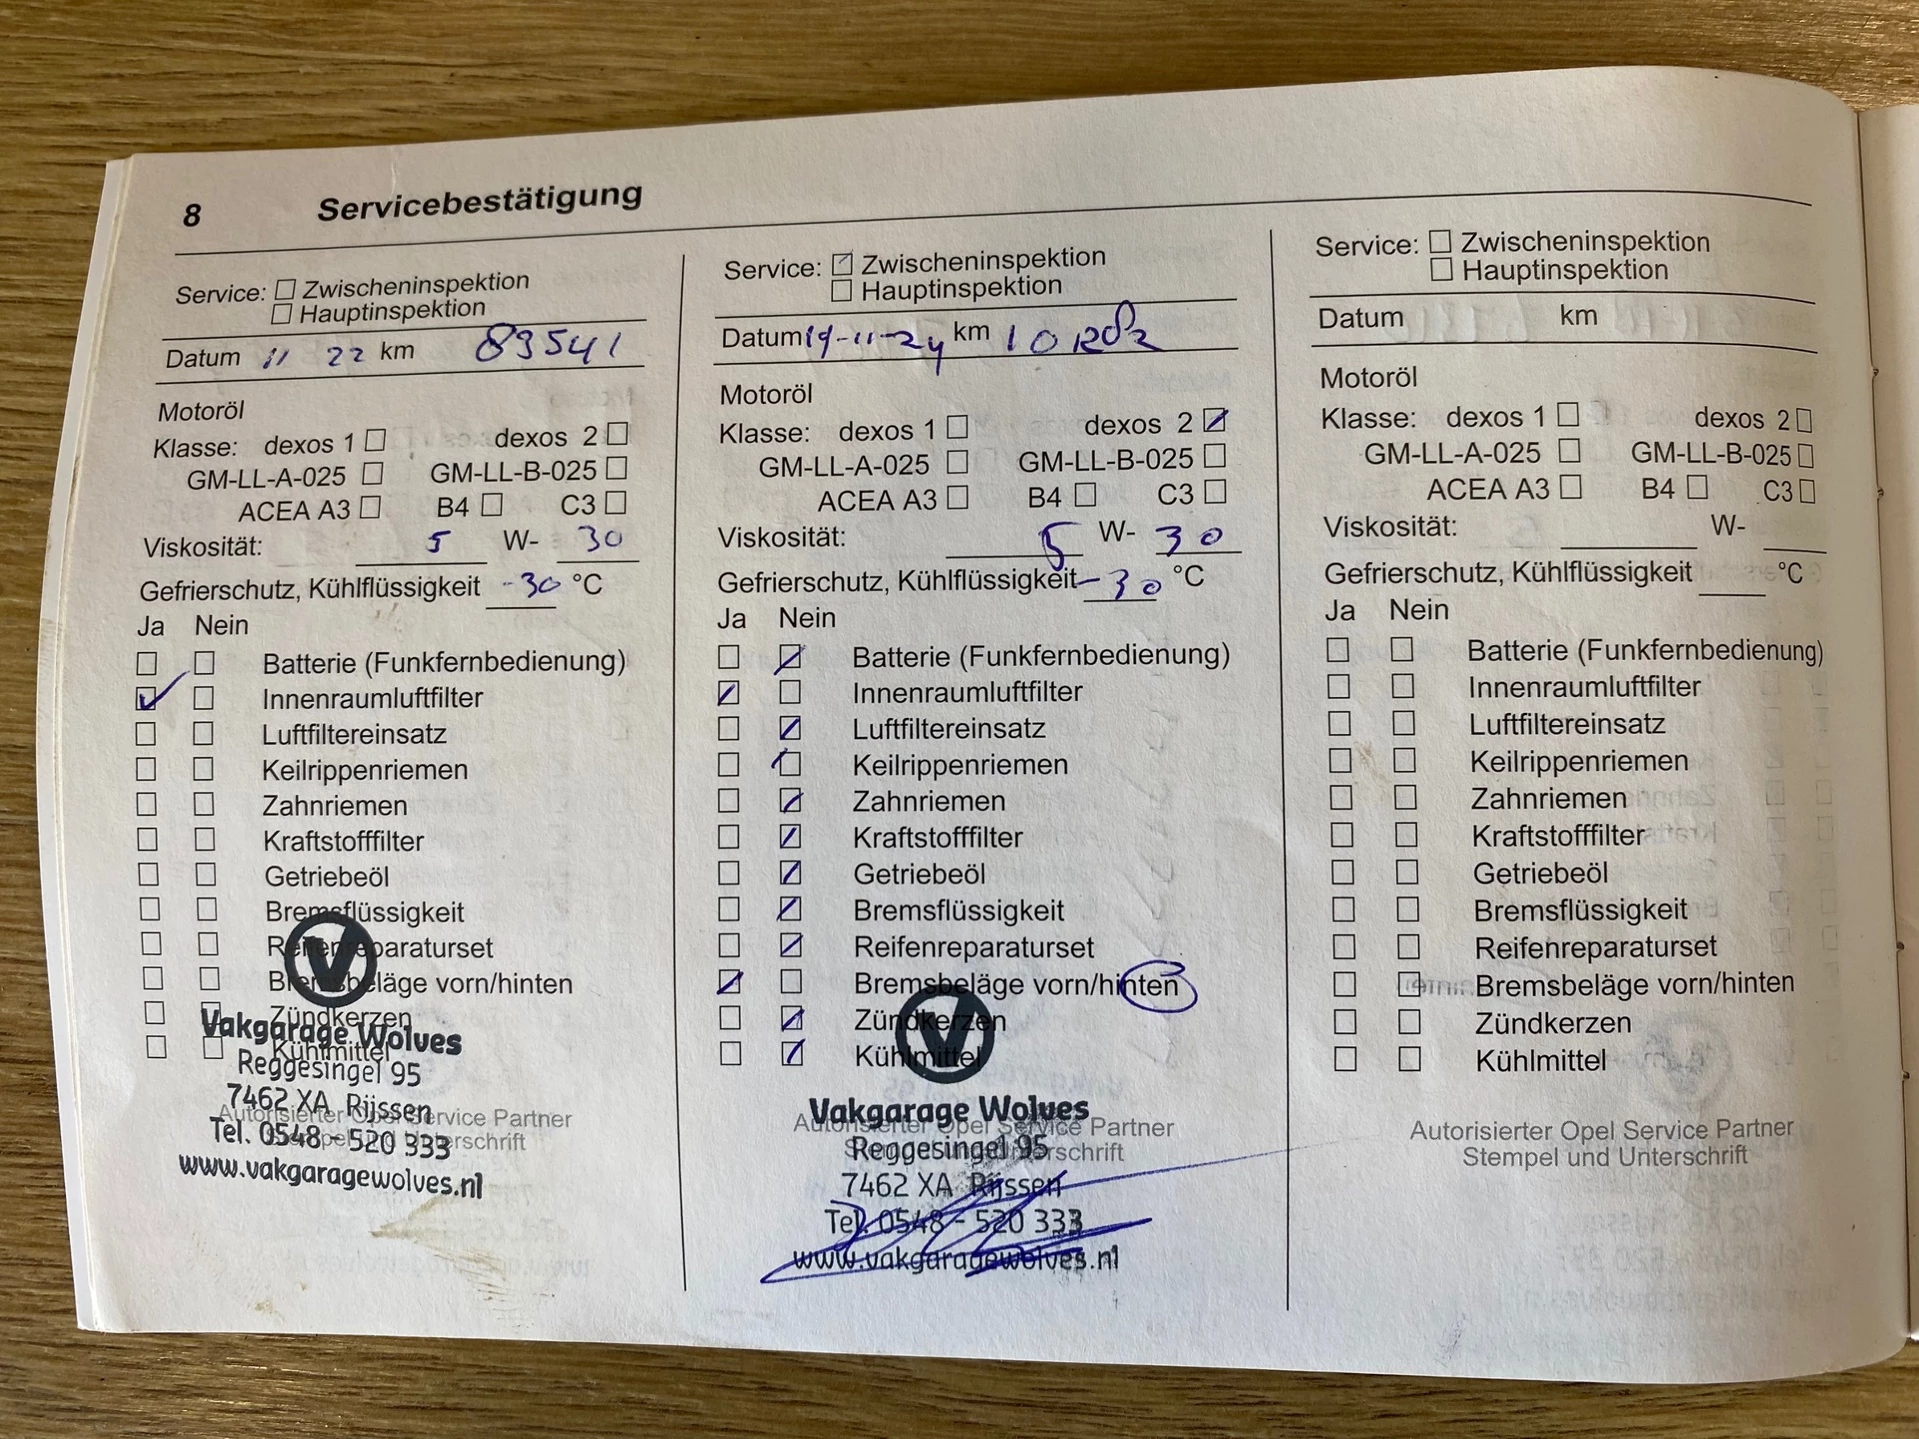 8 Servicebestätigung
Service: Zwischeninspektion
Hauptinspektion
Datum 11 22 km 83541
Motoröl
Klasse: dexos 1 dexos 2
GM-LL-A-025 GM-LL-B-025
ACEA A3 B4 C3
Viskosität: 5 W- 30
Gefrierschutz, Kühlflüssigkeit -30 °C
Ja Nein
Batterie (Funkfernbedienung)
Innenraumluftfilter
Luftfiltereinsatz
Keilrippenriemen
Zahnriemen
Kraftstofffilter
Getriebeöl
Bremsflüssigkeit
Reifenreparaturset
Bremsbeläge vorn/hinten
Zündkerzen
Kühlmittel
Autorisierter Opel Service Partner
Stempel und Unterschrift
V
Vakgarage Wolves
Reggesingel 95
7462 XA Rijssen
Tel. 0548 - 520 333
www.vakgaragewolves.nl
Service: Zwischeninspektion
Hauptinspektion
Datum 19-11-24 km
Motoröl
Klasse: dexos 1 dexos 2
GM-LL-A-025 GM-LL-B-025
ACEA A3 B4 C3
Viskosität: 5 W- 30
Gefrierschutz, Kühlflüssigkeit -30 °C
Ja Nein
Batterie (Funkfernbedienung)
Innenraumluftfilter
Luftfiltereinsatz
Keilrippenriemen
Zahnriemen
Kraftstofffilter
Getriebeöl
Bremsflüssigkeit
Reifenreparaturset
Bremsbeläge vorn/hinten
Zündkerzen
Kühlmittel
Autorisierter Opel Service Partner
Stempel und Unterschrift
V
Vakgarage Wolves
Reggesingel 95
7462 XA Rijssen
Tel. 0548 - 520 333
www.vakgaragewolves.nl
Service: Zwischeninspektion
Hauptinspektion
Datum km
Motoröl
Klasse: dexos 1 dexos 2
GM-LL-A-025 GM-LL-B-025
ACEA A3 B4 C3
Viskosität: W-
Gefrierschutz, Kühlflüssigkeit °C
Ja Nein
Batterie (Funkfernbedienung)
Innenraumluftfilter
Luftfiltereinsatz
Keilrippenriemen
Zahnriemen
Kraftstofffilter
Getriebeöl
Bremsflüssigkeit
Reifenreparaturset
Bremsbeläge vorn/hinten
Zündkerzen
Kühlmittel
Autorisierter Opel Service Partner
Stempel und Unterschrift